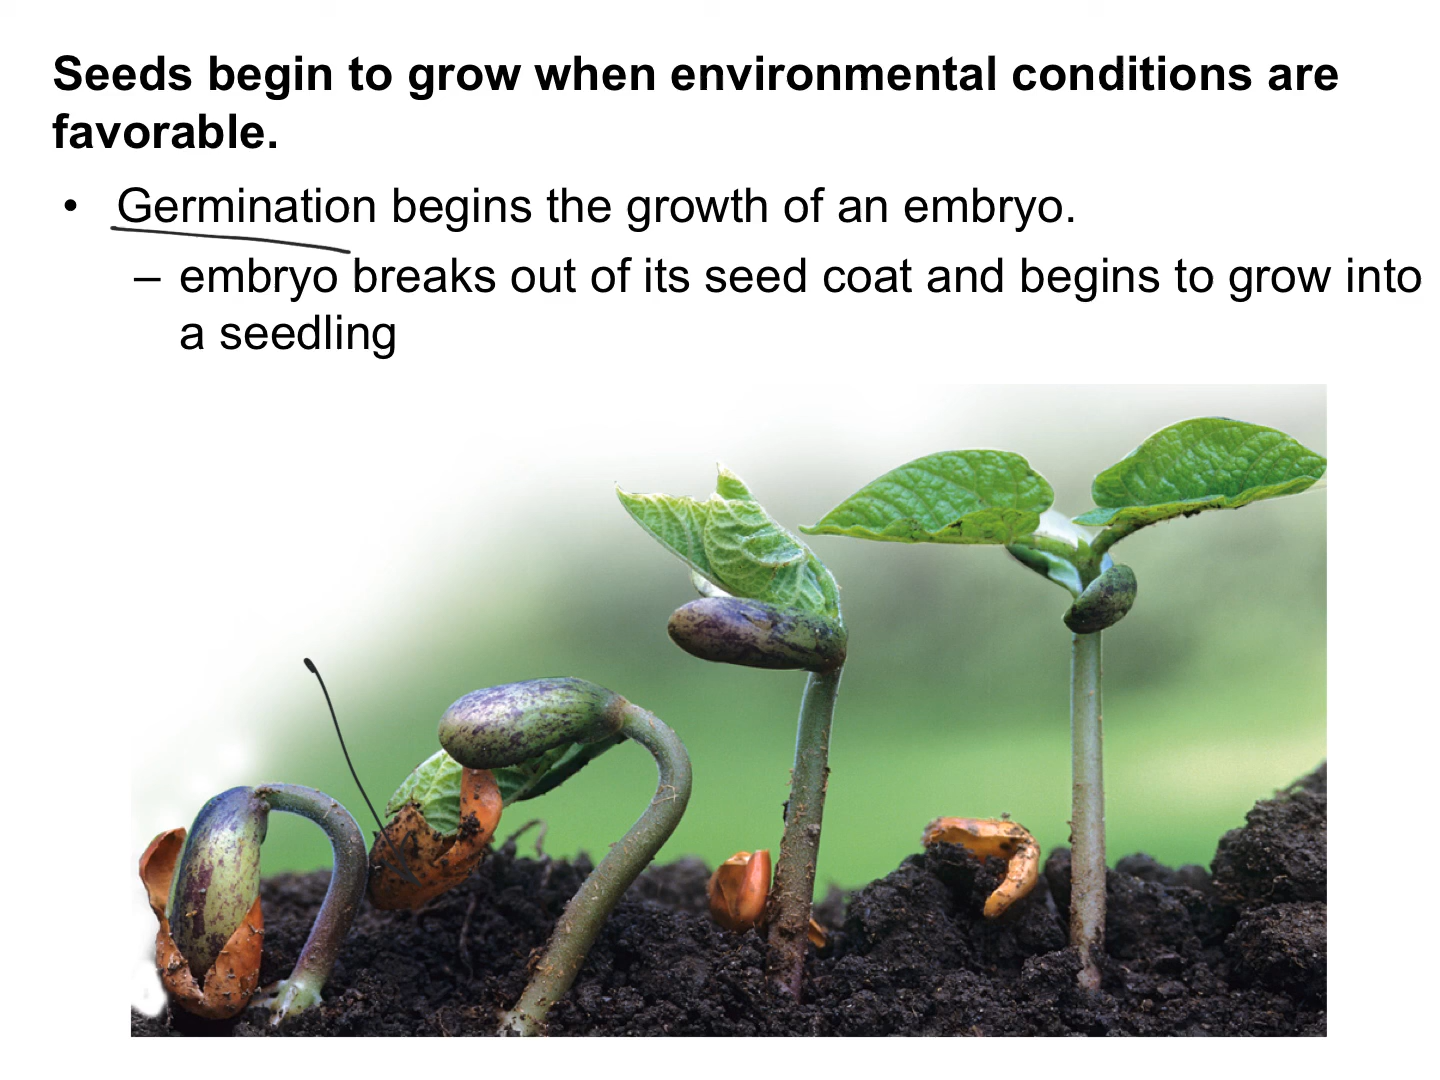 Seeds begin to grow when environmental conditions are
favorable.
• Germination begins the growth of an embryo.
– embryo breaks out of its seed coat and begins to grow into
a seedling